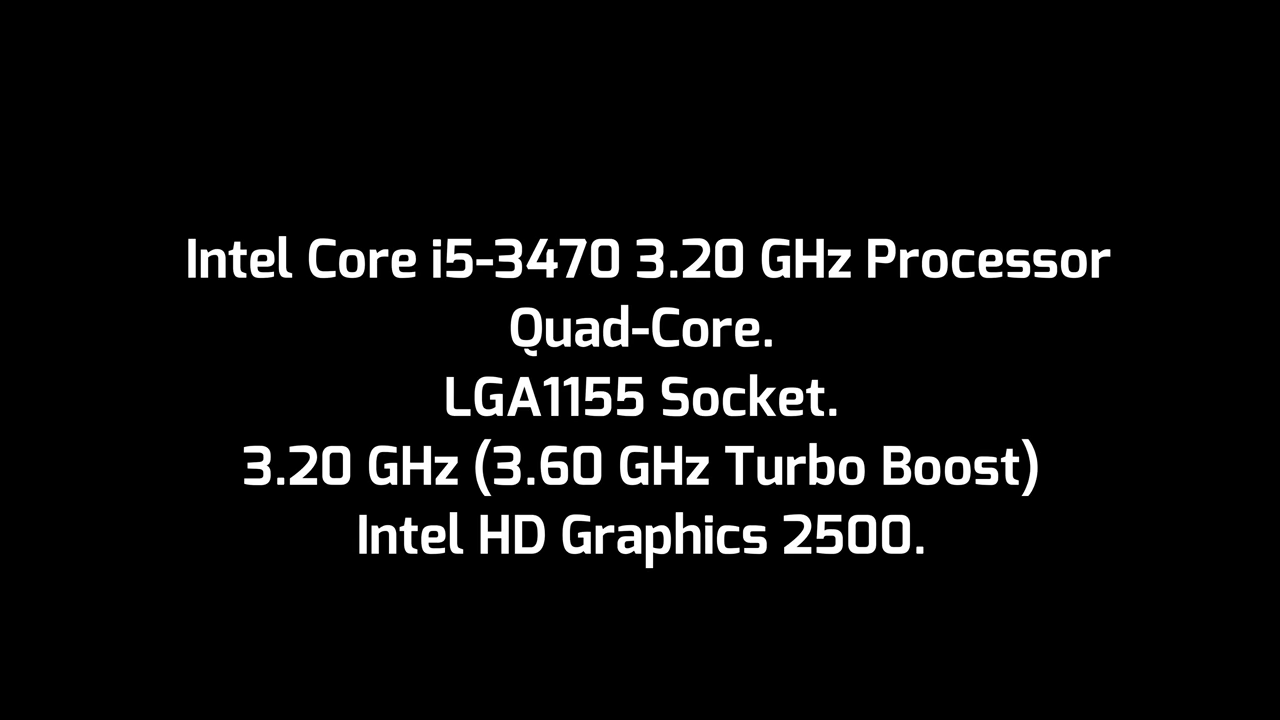 Intel Core i5-3470 3.20 GHz Processor
Quad-Core.
LGA1155 Socket.
3.20 GHz (3.60 GHz Turbo Boost)
Intel HD Graphics 2500.